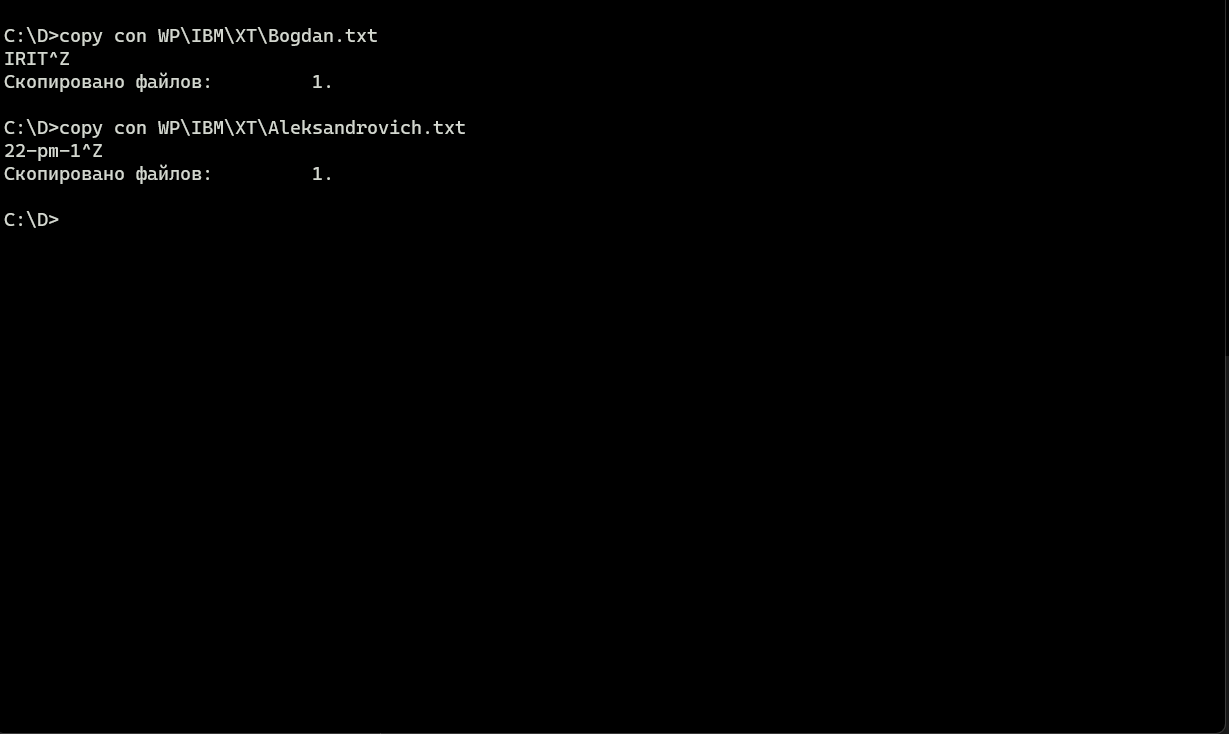 C:\D>copy con WP\IBM\XT\Bogdan.txt
IRIT^Z
Скопировано файлов:         1.
C:\D>copy con WP\IBM\XT\Aleksandrovich.txt
22-pm-1^Z
Скопировано файлов:         1.
C:\D>